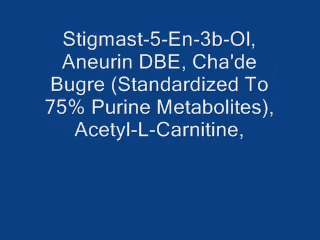 Stigmast-5-En-3b-Ol,
Aneurin DBE, Cha'de
Bugre (Standardized To
75% Purine Metabolites),
Acetyl-L-Carnitine,